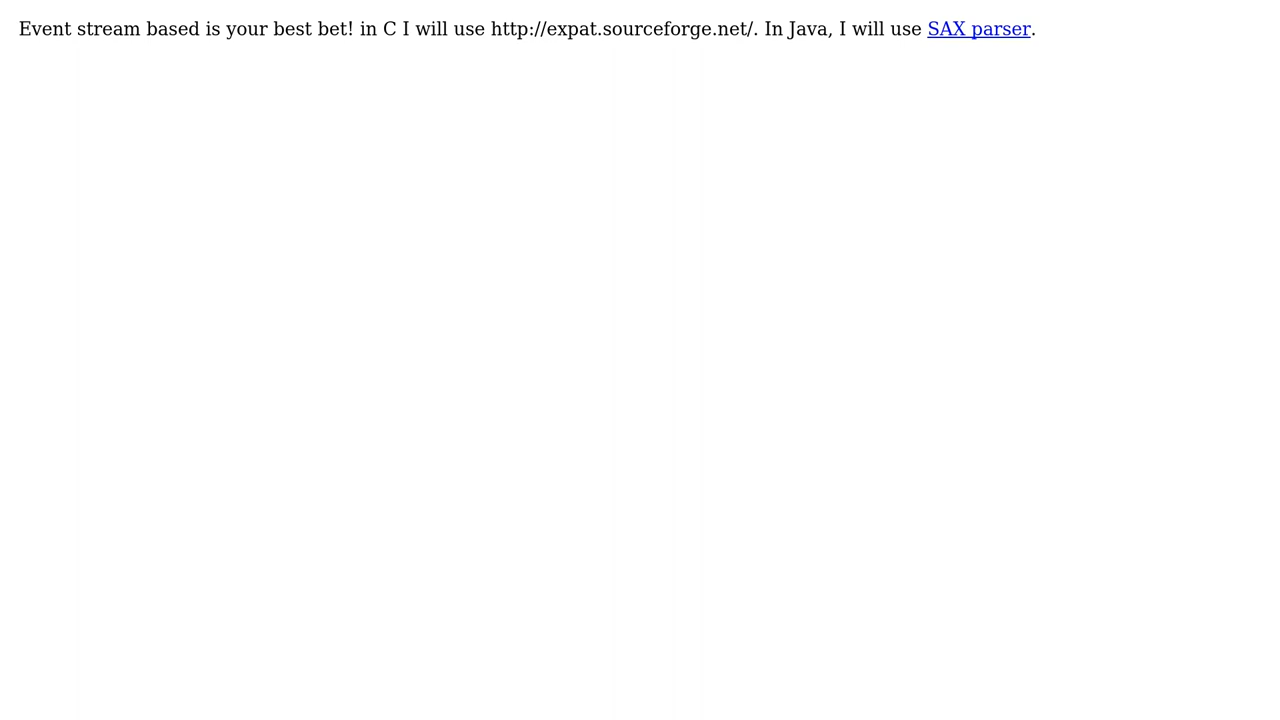 Event stream based is your best bet! in C I will use http://expat.sourceforge.net/. In Java, I will use SAX parser.